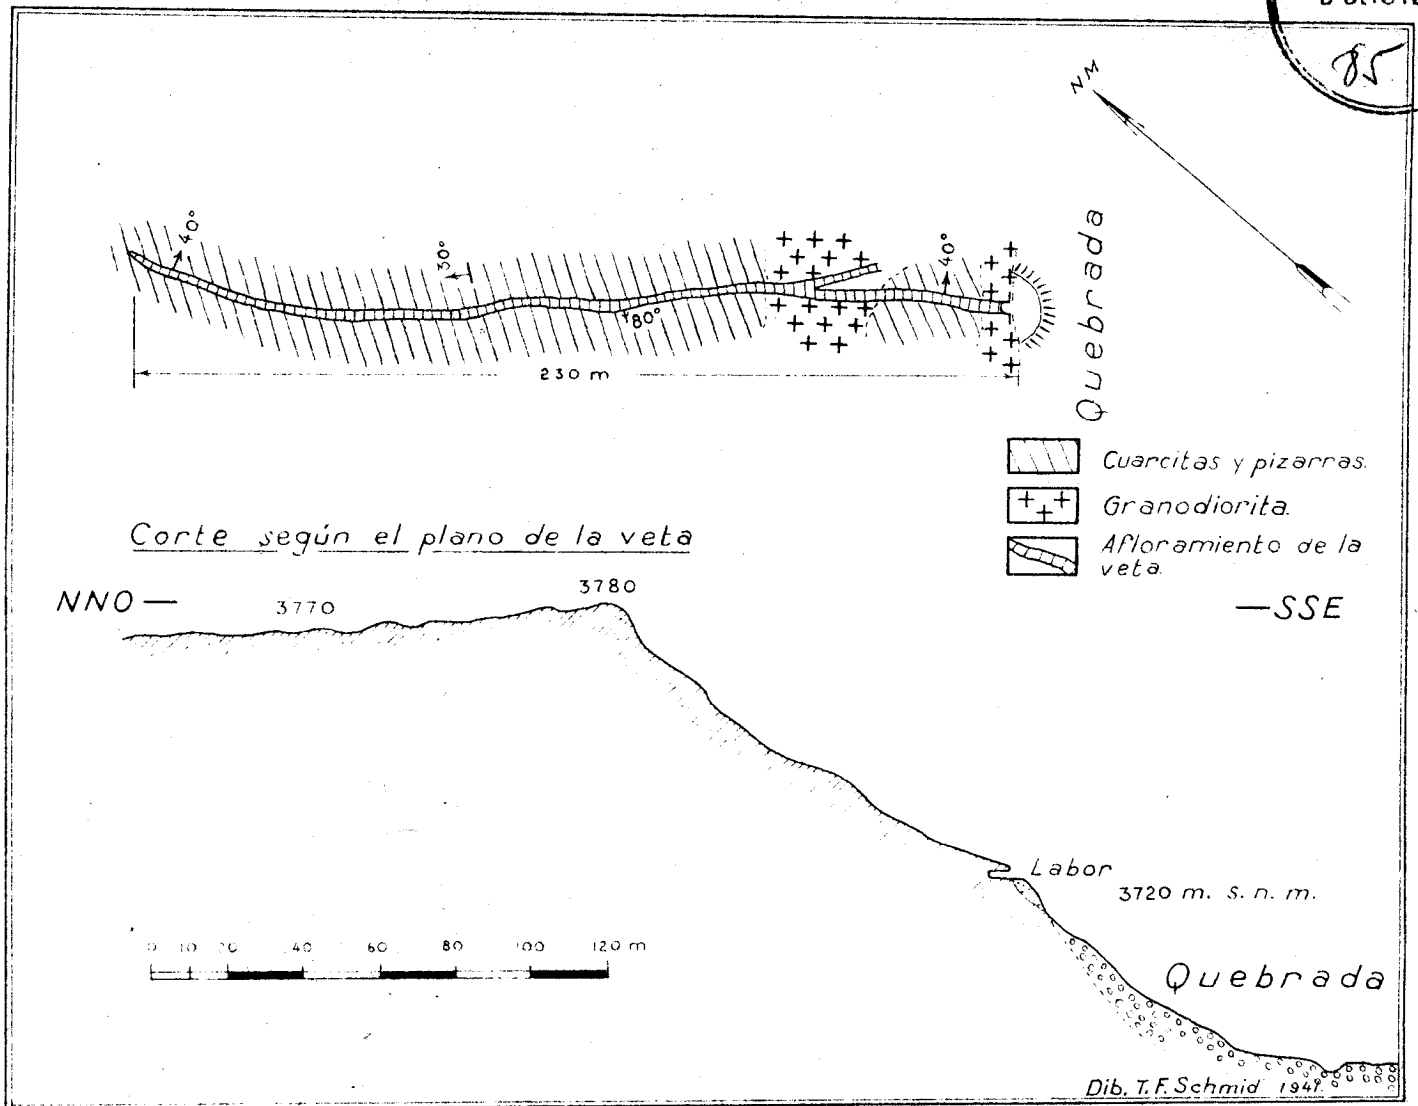 85
NM
40°
30°
80°
40°
Quebrada
230 m
Cuarcitas y pizarras.
Granodiorita.
Afloramiento de la
veta.
Corte según el plano de la veta
NNO —
3770
3780
— SSE
Labor
3720 m. s. n. m.
0 10 20 40 60 80 100 120 m
Quebrada
Dib. T. F. Schmid